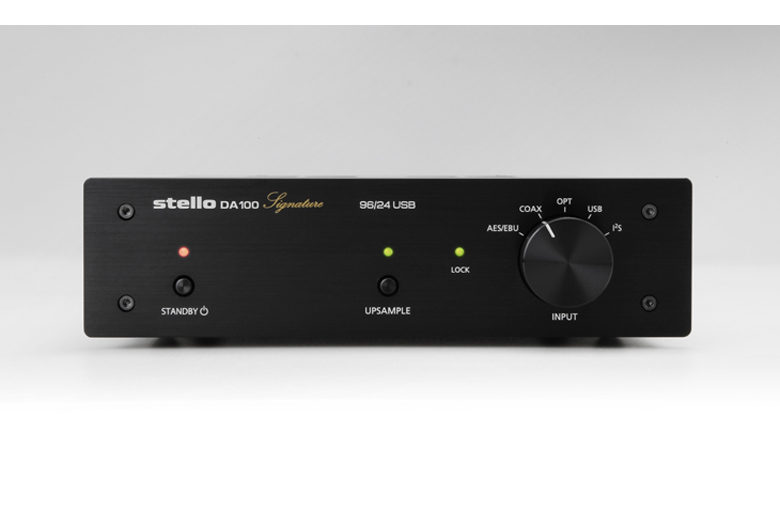 stello DA100 Signature 96/24 USB
OPT
COAX USB
AES/EBU I²S
LOCK
STANDBY UPSAMPLE INPUT